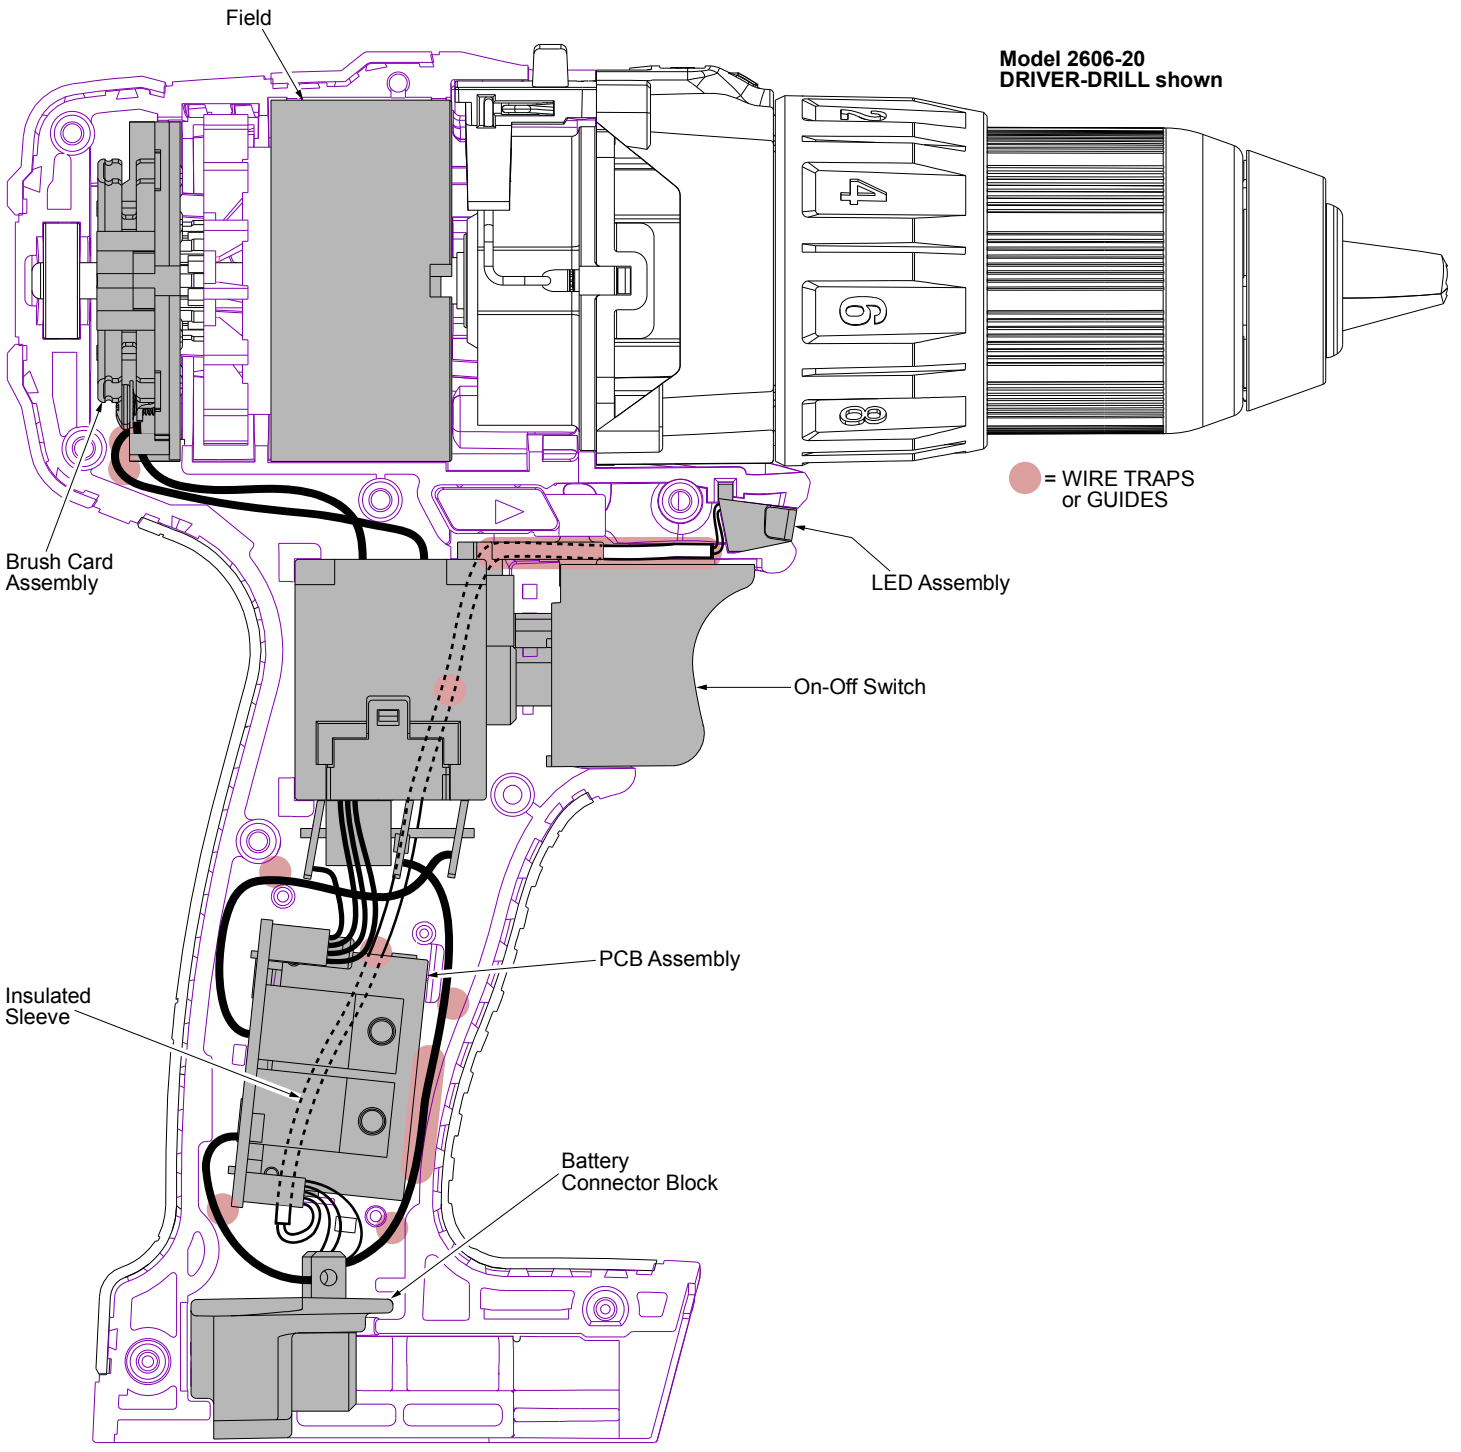 Field
Model 2606-20
DRIVER-DRILL shown
2
4
6
8
= WIRE TRAPS
or GUIDES
Brush Card
Assembly
LED Assembly
On-Off Switch
PCB Assembly
Insulated
Sleeve
Battery
Connector Block